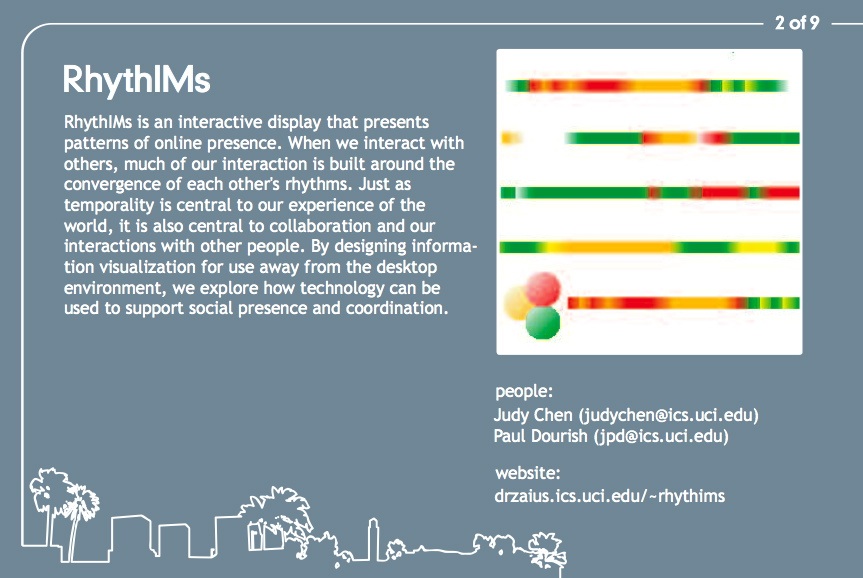 2 of 9
RhythIMs
RhythIMs is an interactive display that presents
patterns of online presence. When we interact with
others, much of our interaction is built around the
convergence of each other's rhythms. Just as
temporality is central to our experience of the
world, it is also central to collaboration and our
interactions with other people. By designing informa-
tion visualization for use away from the desktop
environment, we explore how technology can be
used to support social presence and coordination.
people:
Judy Chen (judychen@ics.uci.edu)
Paul Dourish (jpd@ics.uci.edu)
website:
drzaius.ics.uci.edu/~rhythims